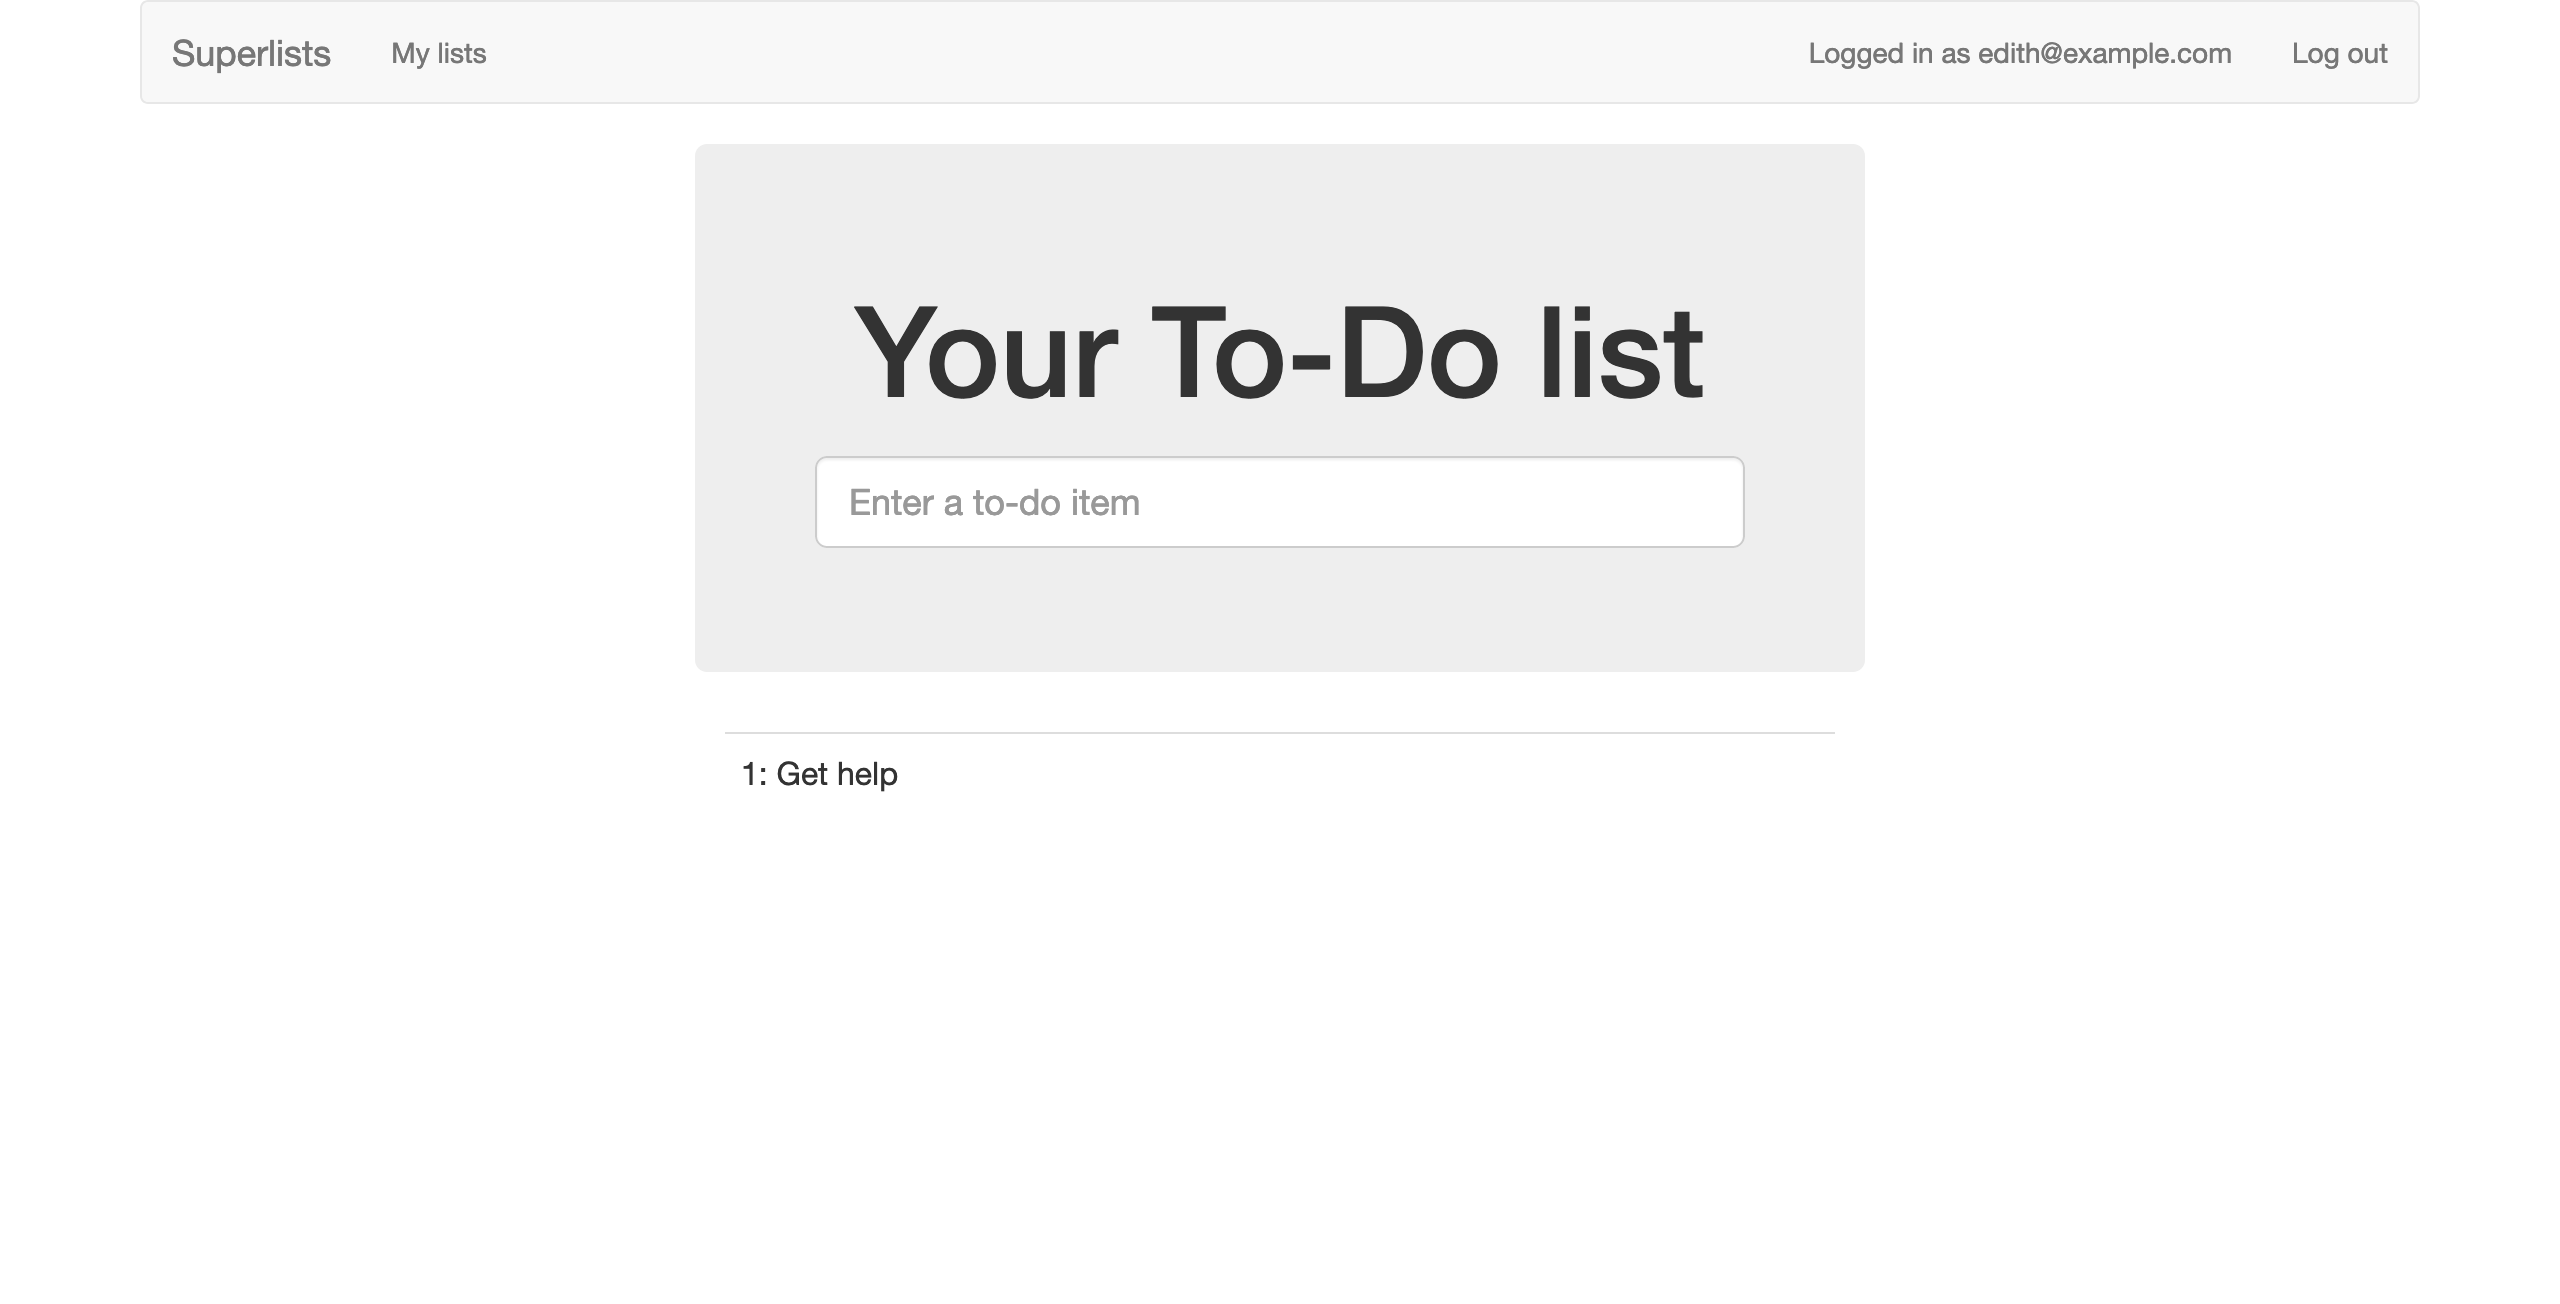 Superlists My lists Logged in as edith@example.com Log out
Your To-Do list
Enter a to-do item
1: Get help